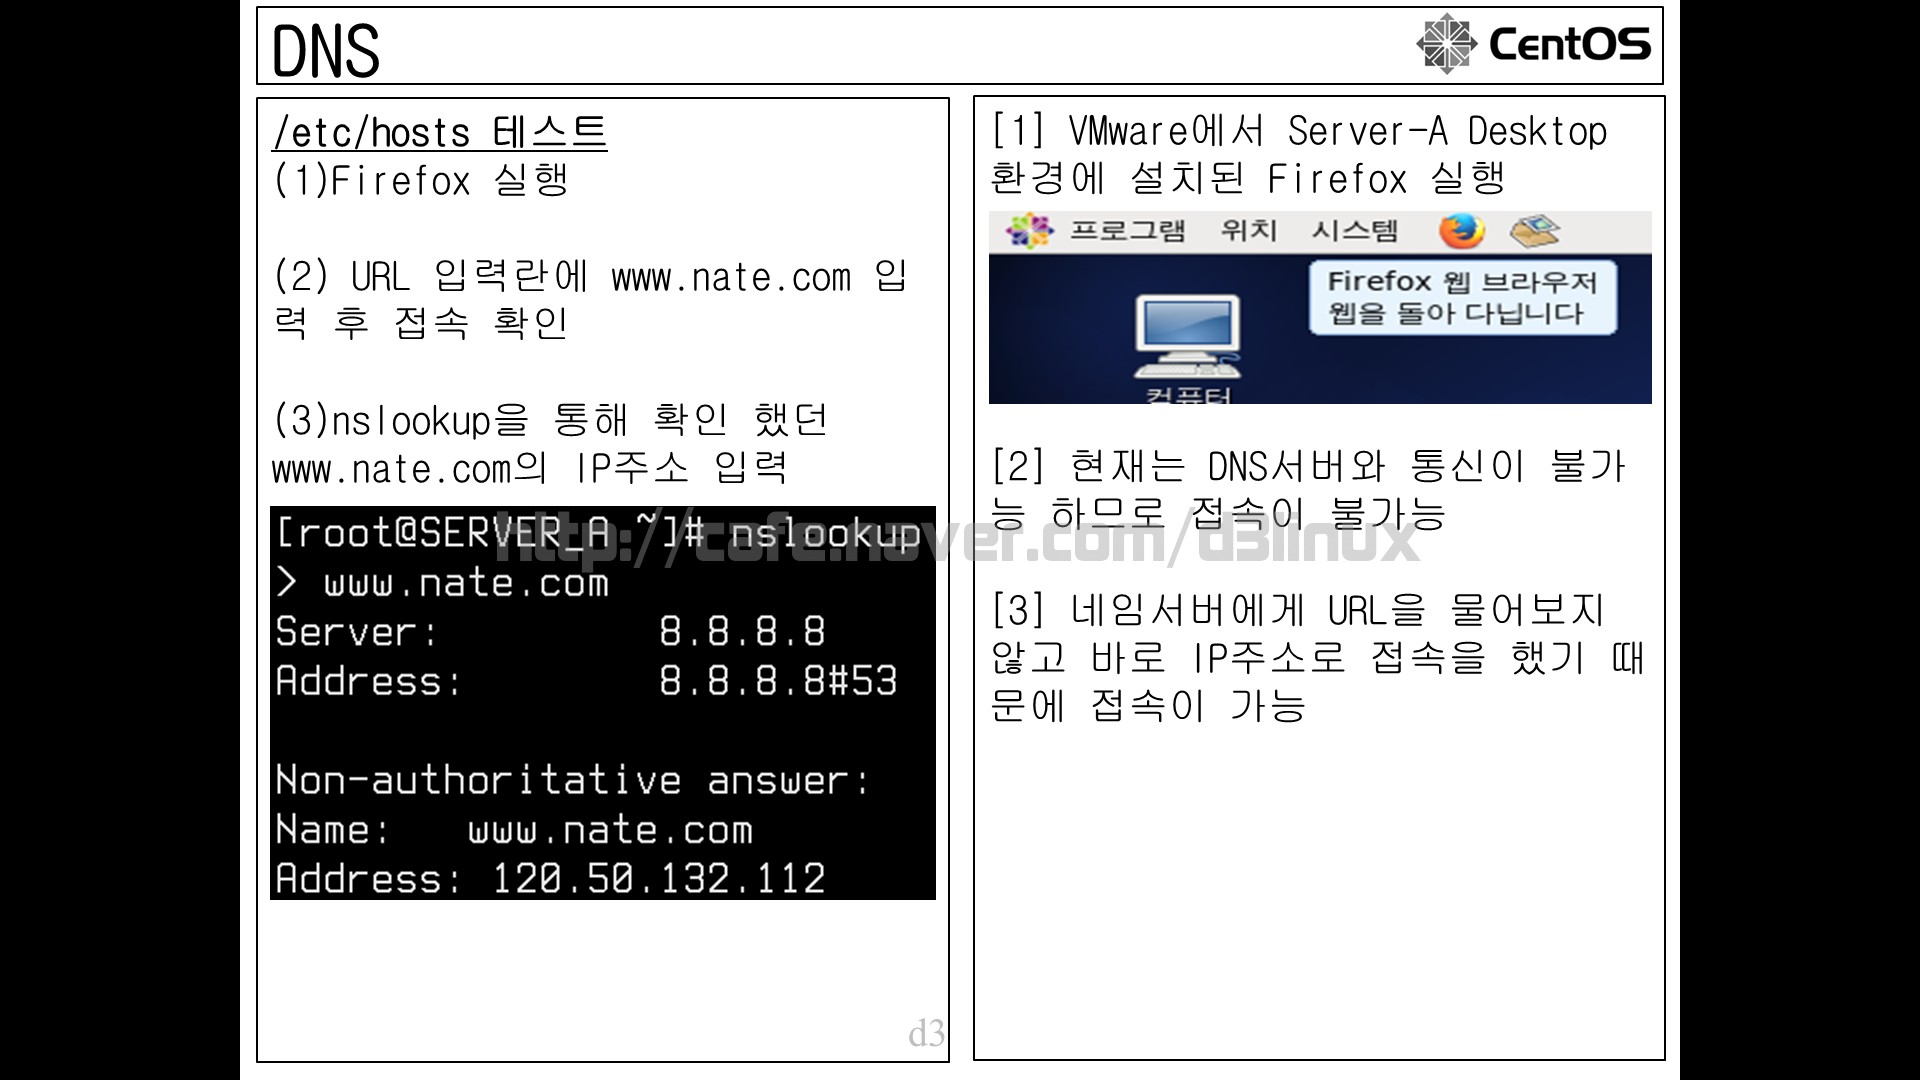 DNS
CentOS
/etc/hosts 테스트
(1)Firefox 실행
(2) URL 입력란에 www.nate.com 입
력 후 접속 확인
(3)nslookup을 통해 확인 했던
www.nate.com의 IP주소 입력
[root@SERVER_A ~]# nslookup
> www.nate.com
Server: 8.8.8.8
Address: 8.8.8.8#53
Non-authoritative answer:
Name: www.nate.com
Address: 120.50.132.112
d3
[1] VMware에서 Server-A Desktop
환경에 설치된 Firefox 실행
프로그램 위치 시스템
Firefox 웹 브라우저
웹을 돌아 다닙니다
컴퓨터
[2] 현재는 DNS서버와 통신이 불가
능 하므로 접속이 불가능
http://cafe.naver.com/d3linux
[3] 네임서버에게 URL을 물어보지
않고 바로 IP주소로 접속을 했기 때
문에 접속이 가능